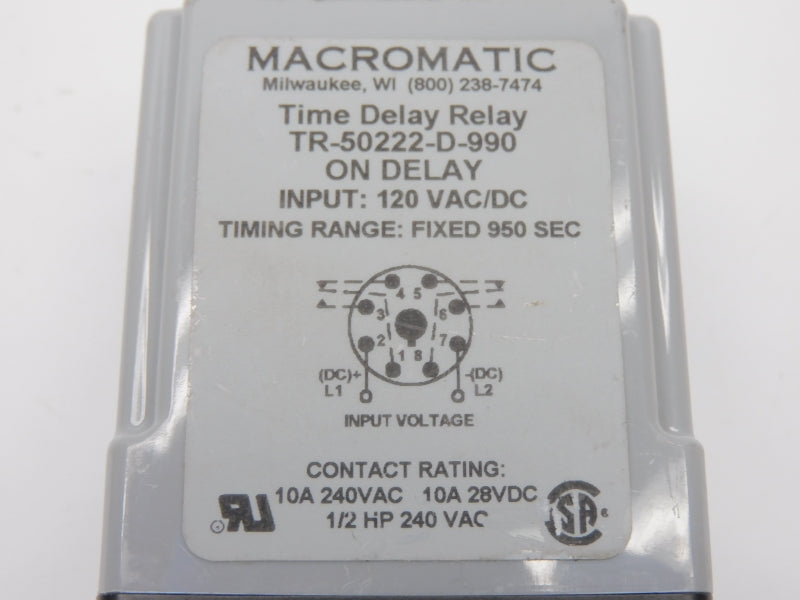 MACROMATIC
Milwaukee, WI (800) 238-7474
Time Delay Relay
TR-50222-D-990
ON DELAY
INPUT: 120 VAC/DC
TIMING RANGE: FIXED 950 SEC
4 5
3 6
2 7
1 8
(DC)+ -(DC)
L1 L2
INPUT VOLTAGE
CONTACT RATING:
10A 240VAC 10A 28VDC
1/2 HP 240 VAC
RU
SA